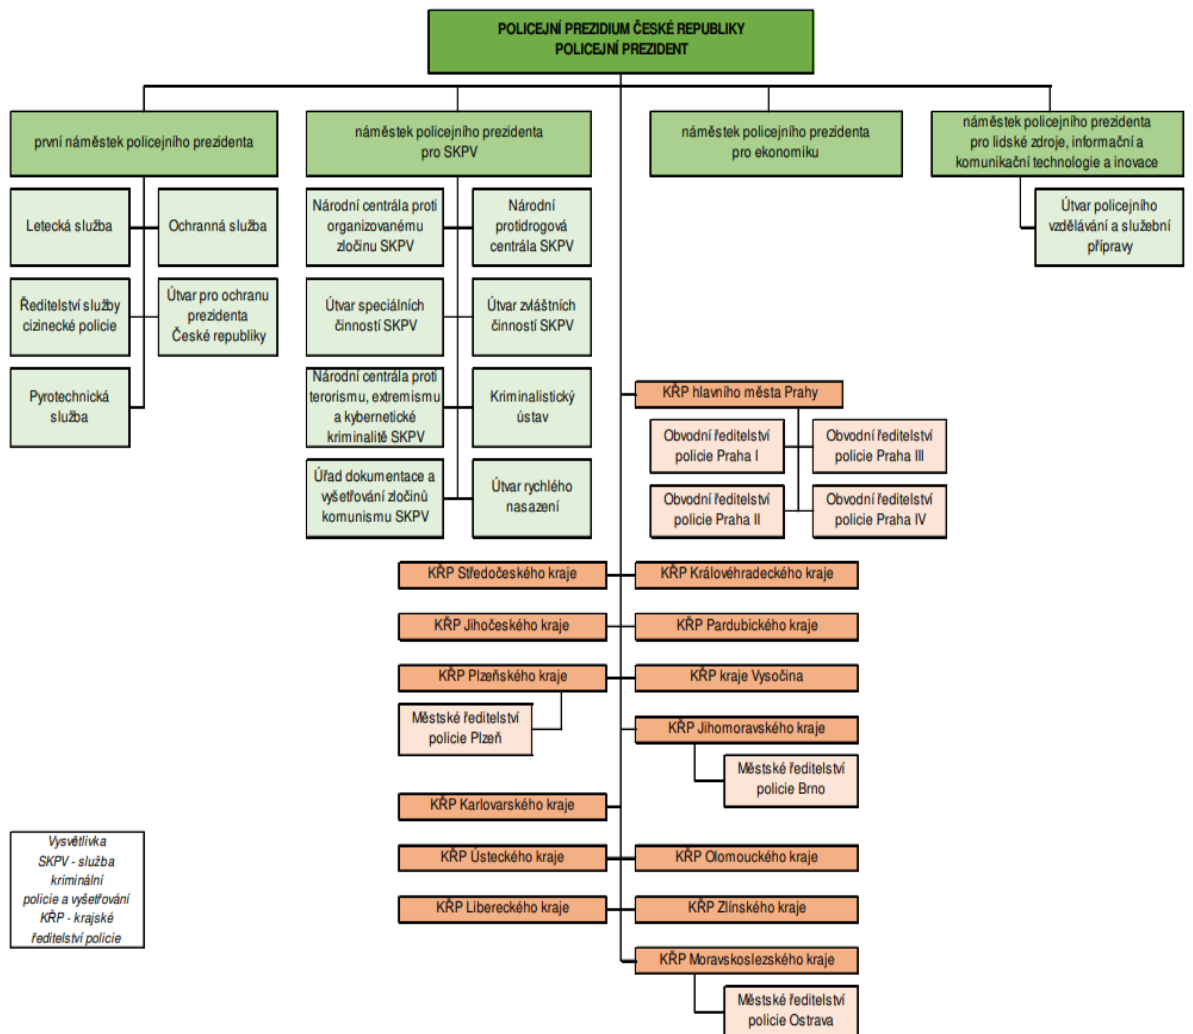 POLICEJNÍ PREZIDIUM ČESKÉ REPUBLIKY
POLICEJNÍ PREZIDENT
první náměstek policejního prezidenta
náměstek policejního prezidenta
pro SKPV
náměstek policejního prezidenta
pro ekonomiku
náměstek policejního prezidenta
pro lidské zdroje, informační a
komunikační technologie a inovace
Letecká služba
Ochranná služba
Národní centrála proti
organizovanému
zločinu SKPV
Národní
protidrogová
centrála SKPV
Útvar policejního
vzdělávání a služební
přípravy
Ředitelství služby
cizinecké policie
Útvar pro ochranu
prezidenta
České republiky
Útvar speciálních
činností SKPV
Útvar zvláštních
činností SKPV
Pyrotechnická
služba
Národní centrála proti
terorismu, extremismu
a kybernetické
kriminalitě SKPV
Kriminalistický
ústav
KŘP hlavního města Prahy
Obvodní ředitelství
policie Praha I
Obvodní ředitelství
policie Praha III
Úřad dokumentace a
vyšetřování zločinů
komunismu SKPV
Útvar rychlého
nasazení
Obvodní ředitelství
policie Praha II
Obvodní ředitelství
policie Praha IV
KŘP Středočeského kraje
KŘP Královéhradeckého kraje
KŘP Jihočeského kraje
KŘP Pardubického kraje
KŘP Plzeňského kraje
KŘP kraje Vysočina
Městské ředitelství
policie Plzeň
KŘP Jihomoravského kraje
Městské ředitelství
policie Brno
KŘP Karlovarského kraje
KŘP Ústeckého kraje
KŘP Olomouckého kraje
KŘP Libereckého kraje
KŘP Zlínského kraje
KŘP Moravskoslezského kraje
Městské ředitelství
policie Ostrava
Vysvětlivka
SKPV - služba
kriminální
policie a vyšetřování
KŘP - krajské
ředitelství policie